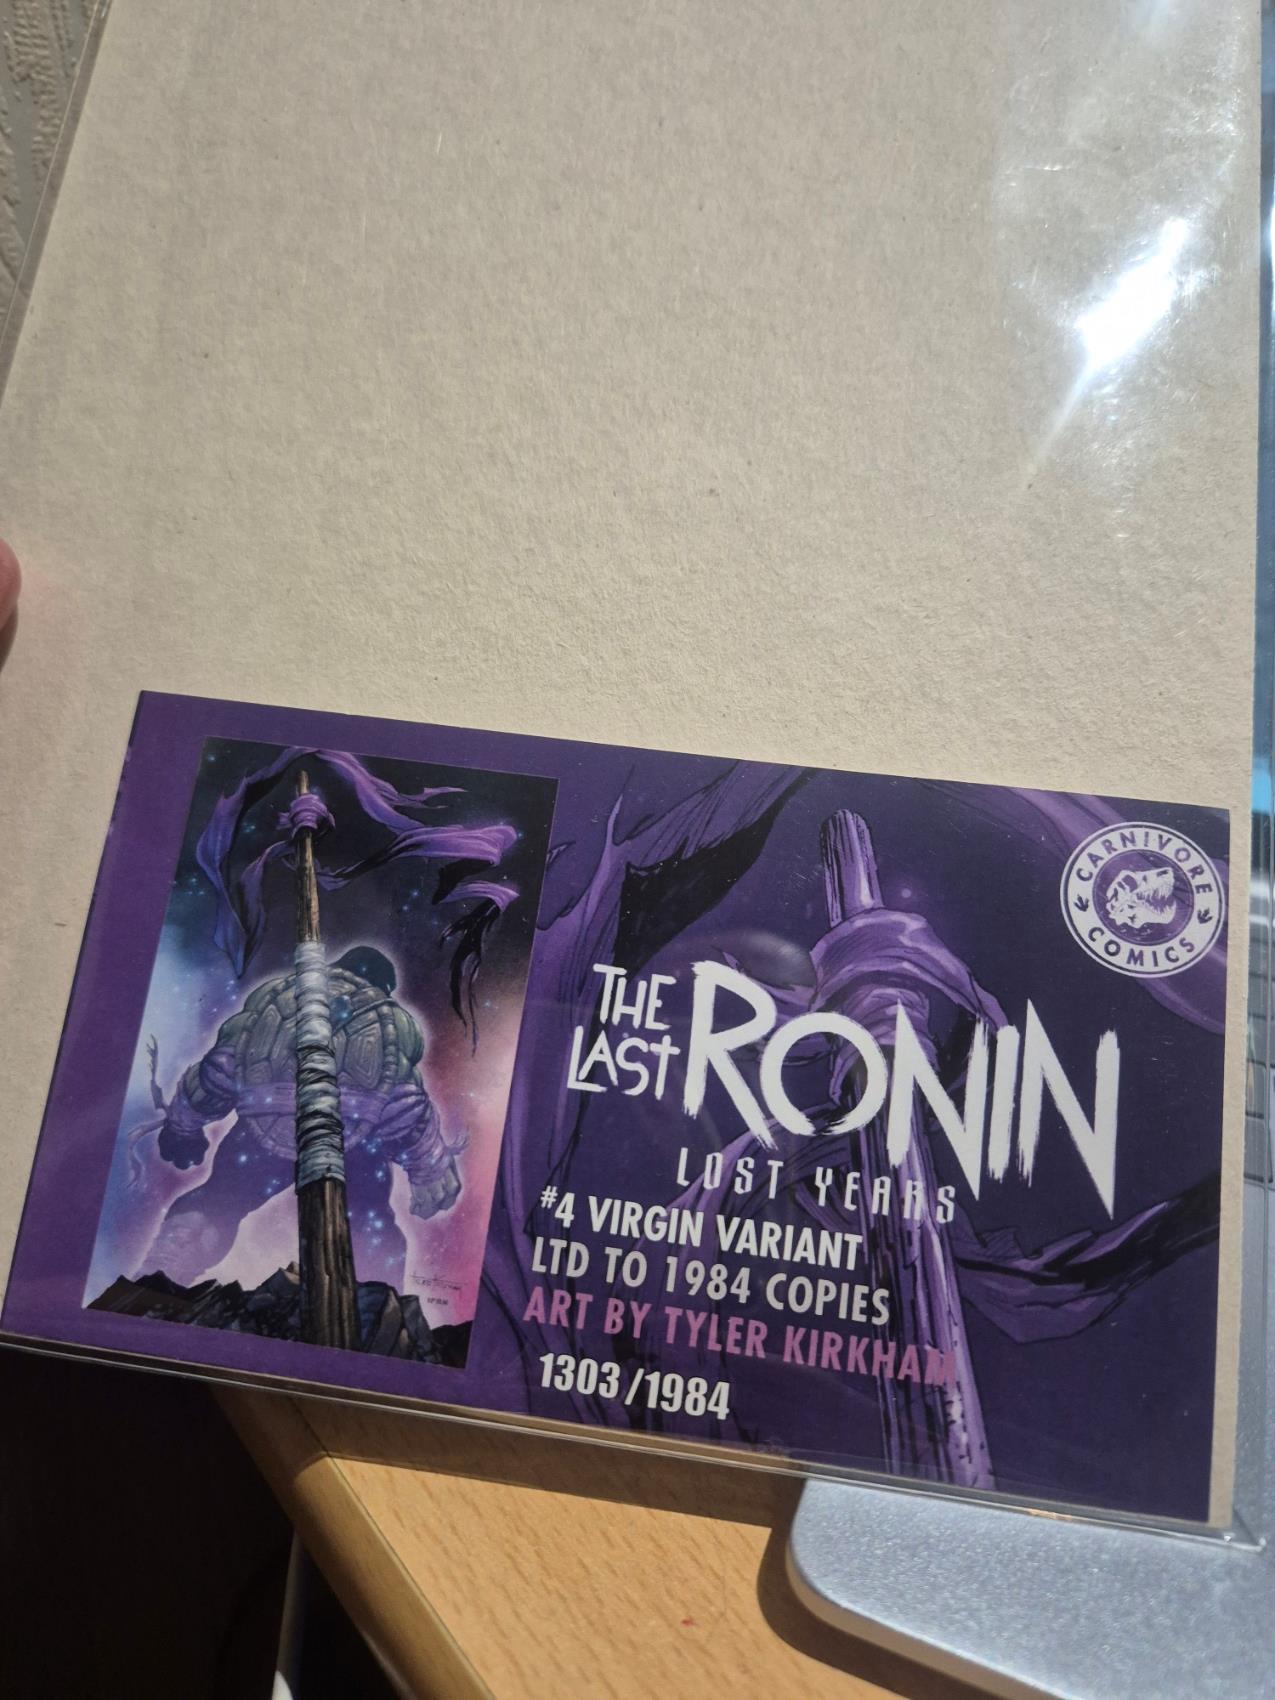 CARNIVORE
COMICS
THE
LAST
RONIN
LOST YEARS
#4 VIRGIN VARIANT
LTD TO 1984 COPIES
ART BY TYLER KIRKHAM
1303/1984